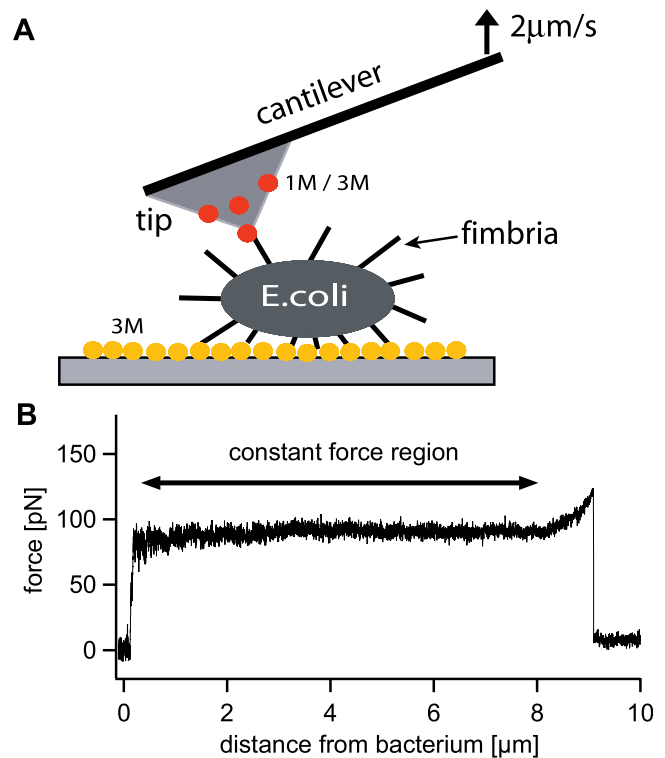 A
2μm/s
cantilever
1M / 3M
tip
fimbria
E.coli
3M
B
constant force region
150
100
50
0
force [pN]
0 2 4 6 8 10
distance from bacterium [μm]